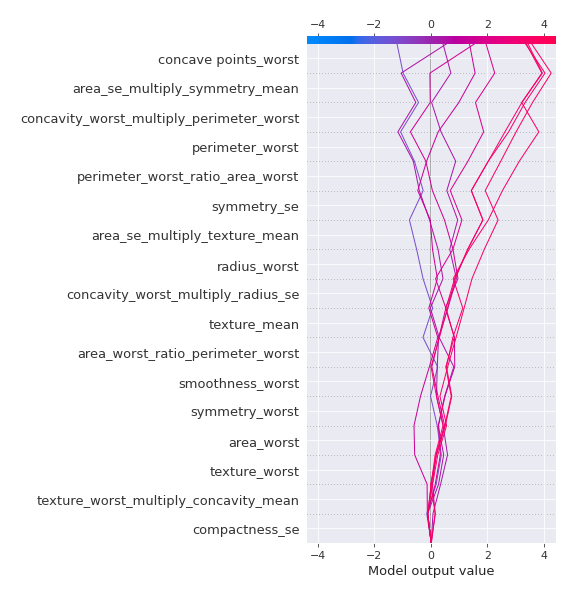 −4 −2 0 2 4
concave points_worst
area_se_multiply_symmetry_mean
concavity_worst_multiply_perimeter_worst
perimeter_worst
perimeter_worst_ratio_area_worst
symmetry_se
area_se_multiply_texture_mean
radius_worst
concavity_worst_multiply_radius_se
texture_mean
area_worst_ratio_perimeter_worst
smoothness_worst
symmetry_worst
area_worst
texture_worst
texture_worst_multiply_concavity_mean
compactness_se
−4 −2 0 2 4
Model output value